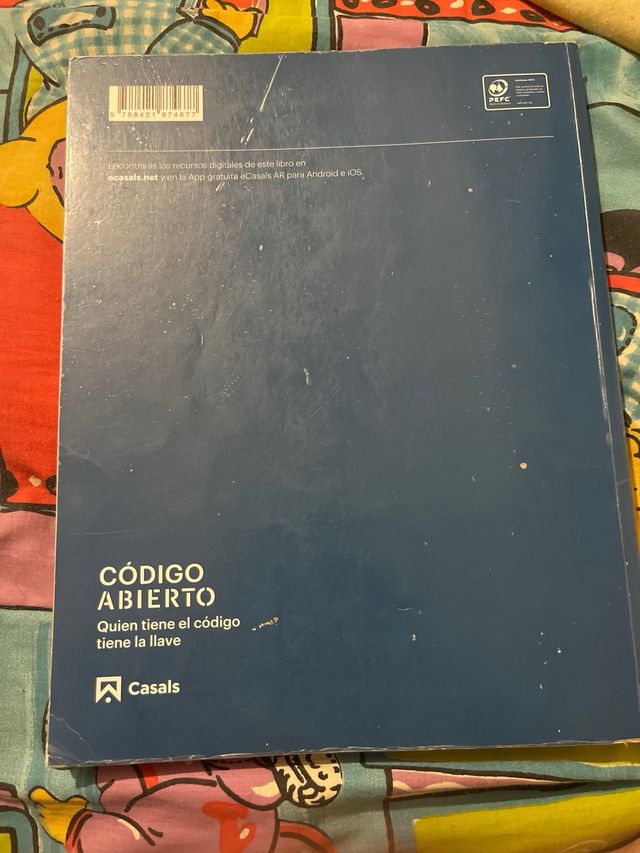 9 788421 874677
PEFC
Encontrarás los recursos digitales de este libro en
ecasals.net y en la App gratuita eCasals AR para Android e iOS.
CÓDIGO
ABIERTO
Quien tiene el código
tiene la llave
Casals